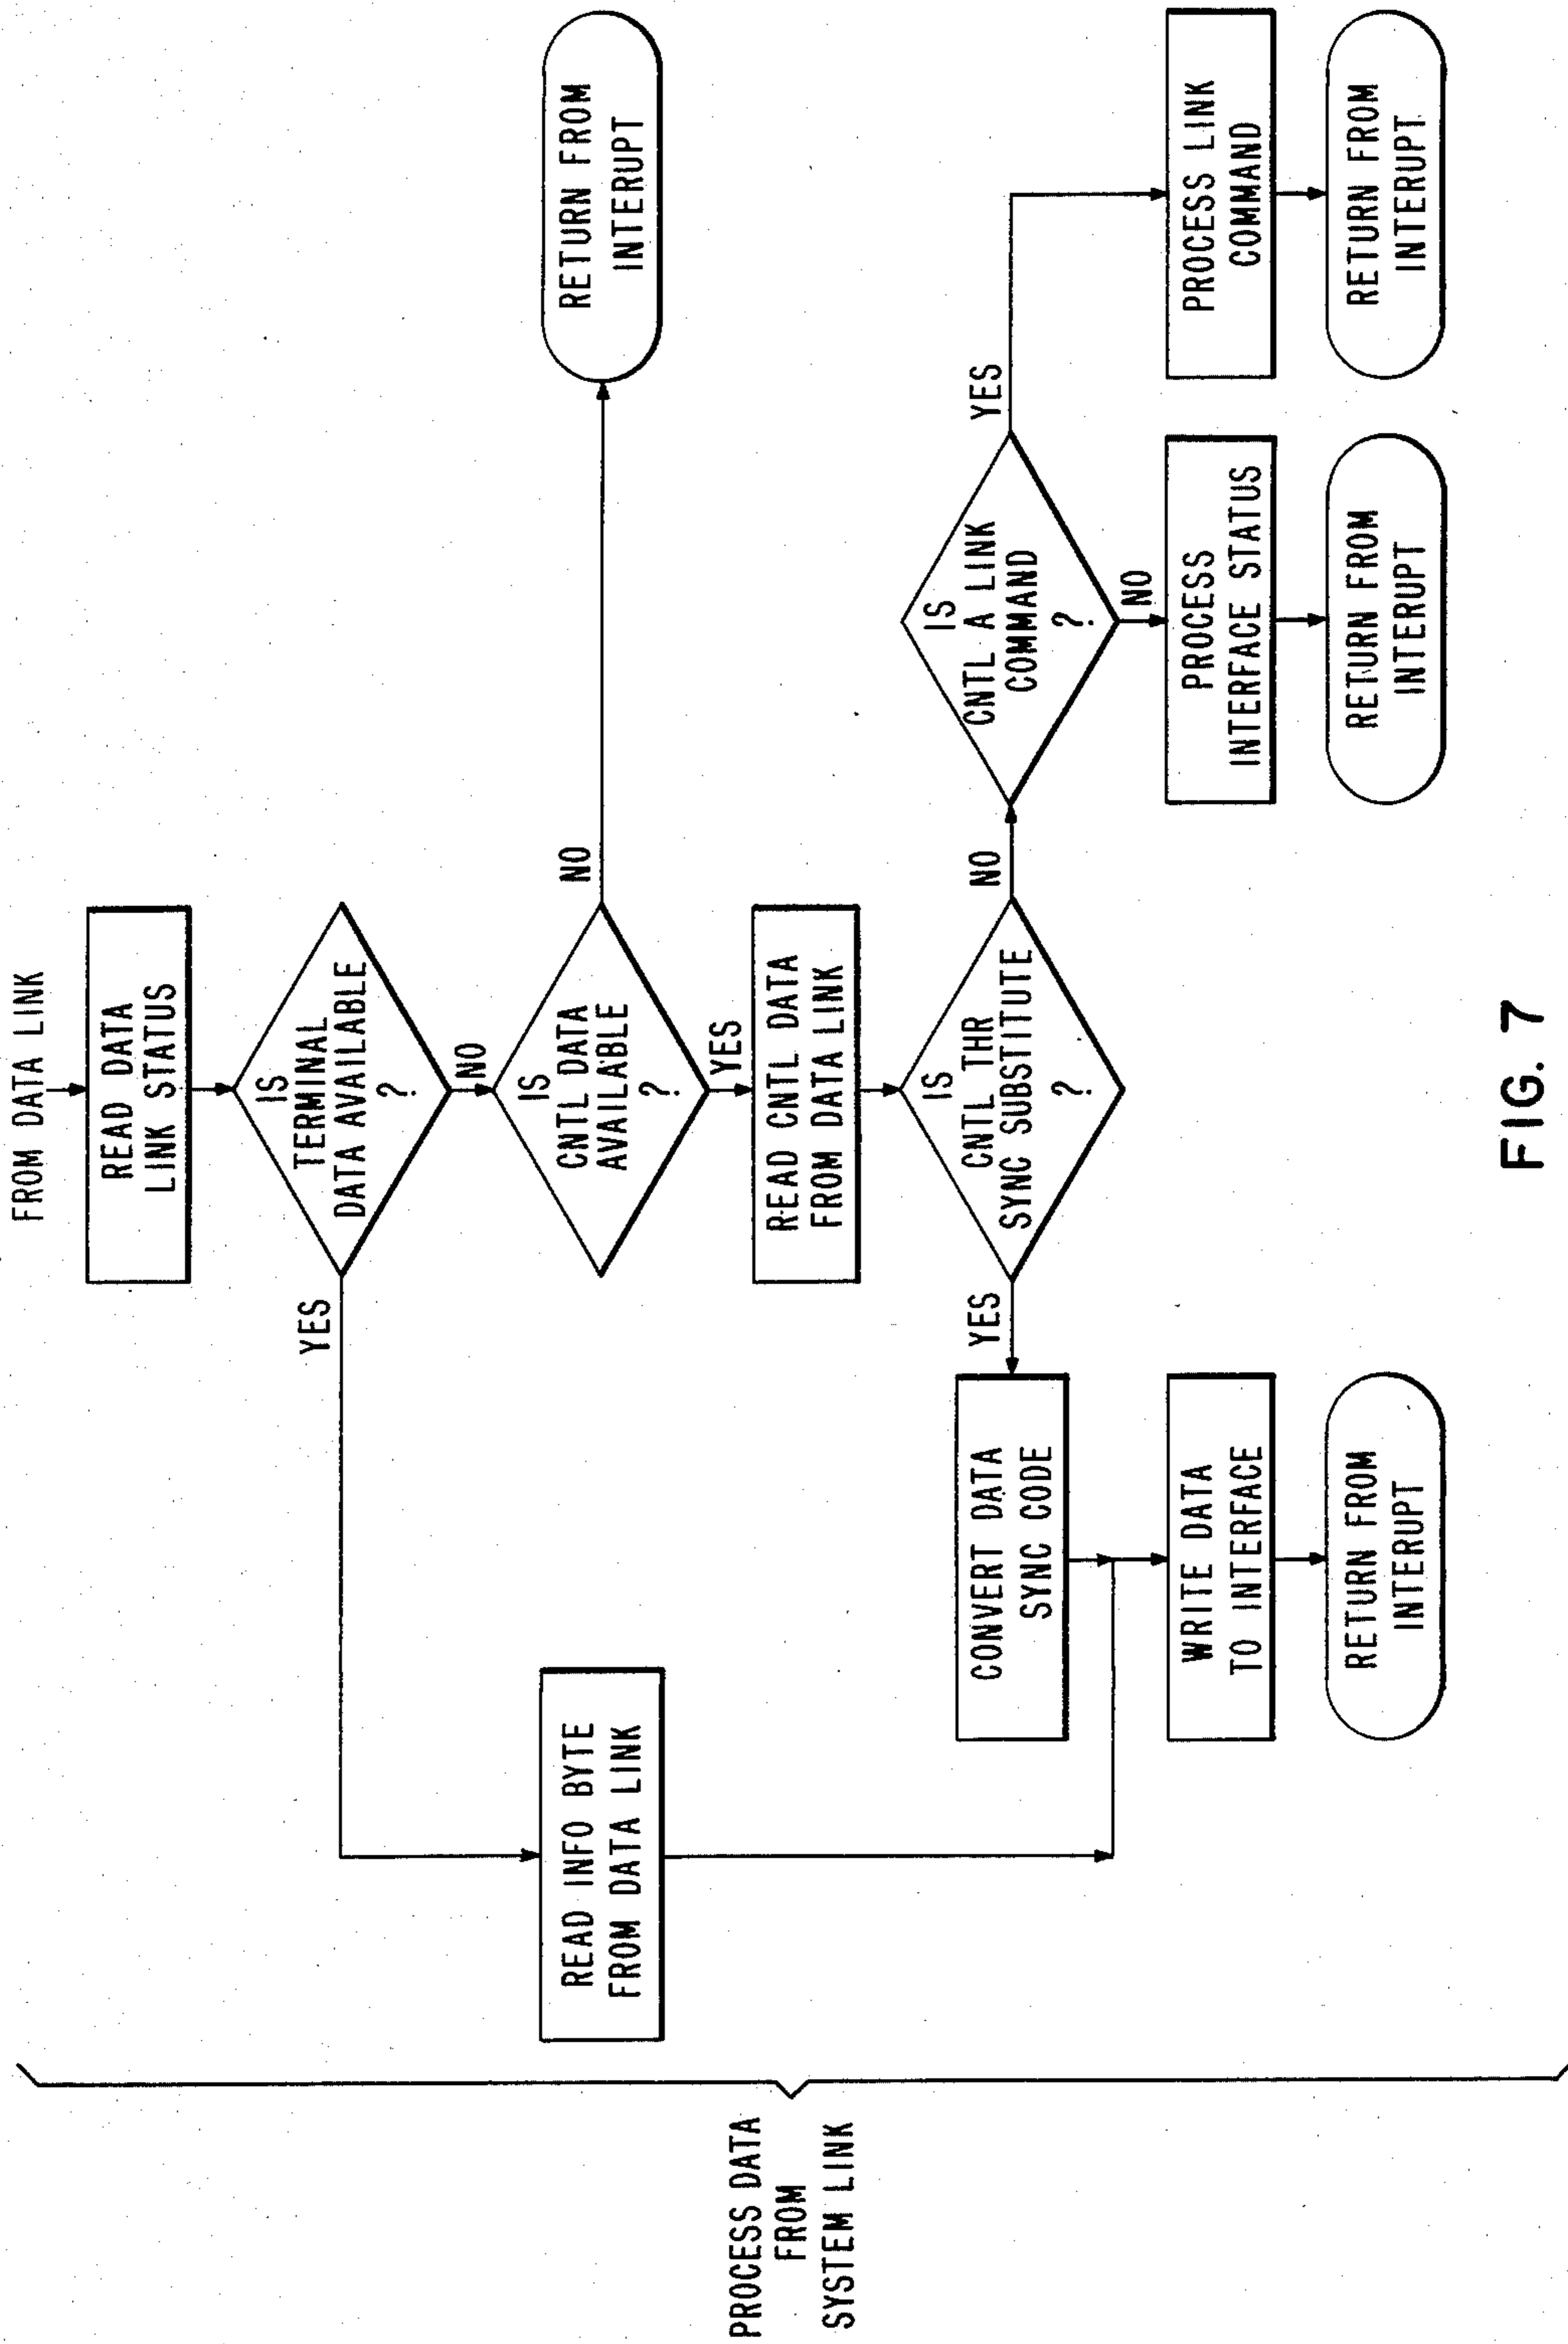 FROM DATA LINK
READ DATA
LINK STATUS
IS
TERMINAL
DATA AVAILABLE
?
YES
NO
IS
CNTL DATA
AVAILABLE
?
NO
YES
RETURN FROM
INTERUPT
READ INFO BYTE
FROM DATA LINK
READ CNTL DATA
FROM DATA LINK
IS
CNTL THR
SYNC SUBSTITUTE
?
YES
NO
IS
CNTL A LINK
COMMAND
?
YES
NO
CONVERT DATA
SYNC CODE
WRITE DATA
TO INTERFACE
RETURN FROM
INTERUPT
PROCESS
INTERFACE STATUS
RETURN FROM
INTERUPT
PROCESS LINK
COMMAND
RETURN FROM
INTERUPT
PROCESS DATA
FROM
SYSTEM LINK
FIG. 7